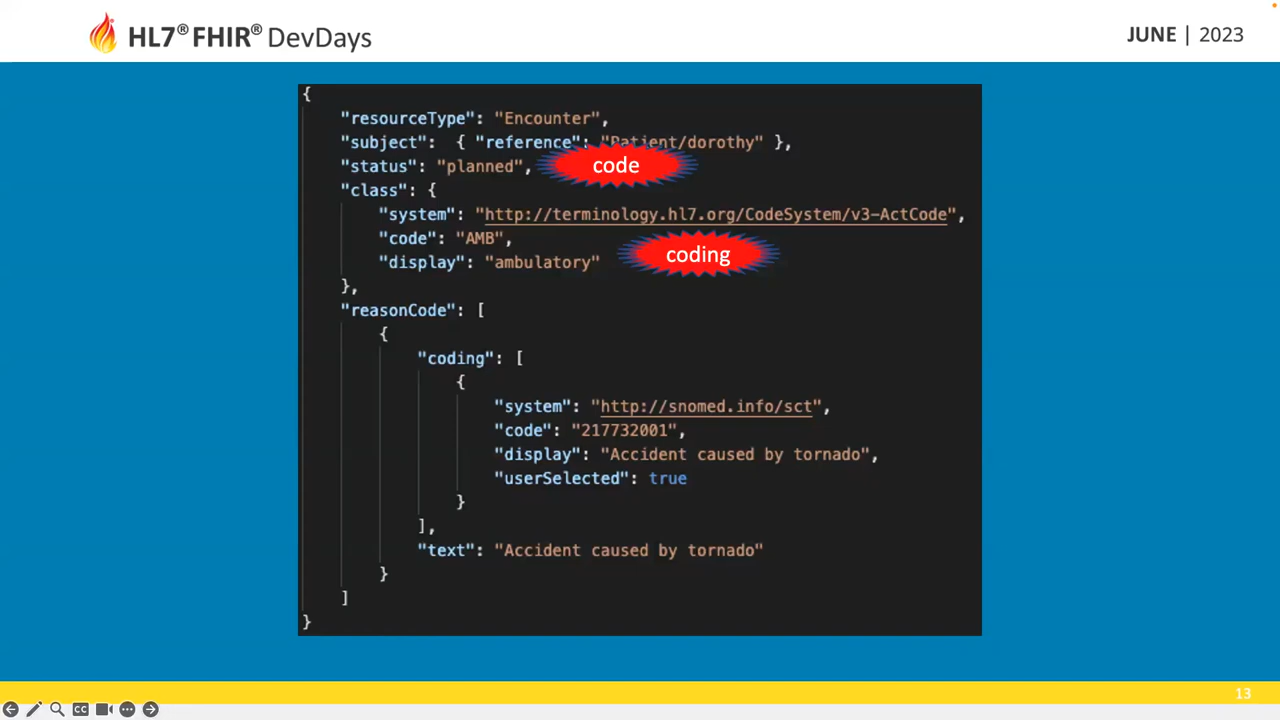 HL7® FHIR® DevDays
JUNE | 2023
{
"resourceType": "Encounter",
"subject": { "reference": "Patient/dorothy" },
"status": "planned",
code
"class": {
"system": "http://terminology.hl7.org/CodeSystem/v3-ActCode",
"code": "AMB",
coding
"display": "ambulatory"
},
"reasonCode": [
{
"coding": [
{
"system": "http://snomed.info/sct",
"code": "217732001",
"display": "Accident caused by tornado",
"userSelected": true
}
],
"text": "Accident caused by tornado"
}
]
}
13
CC